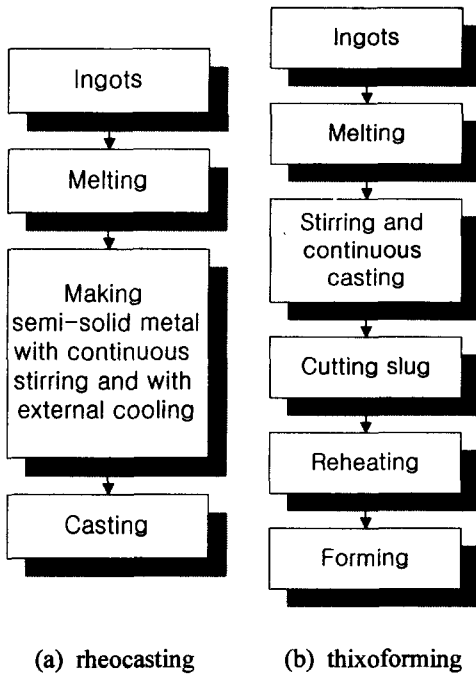 Ingots
Melting
Making
semi-solid metal
with continuous
stirring and with
external cooling
Casting
(a) rheocasting
Ingots
Melting
Stirring and
continuous
casting
Cutting slug
Reheating
Forming
(b) thixoforming